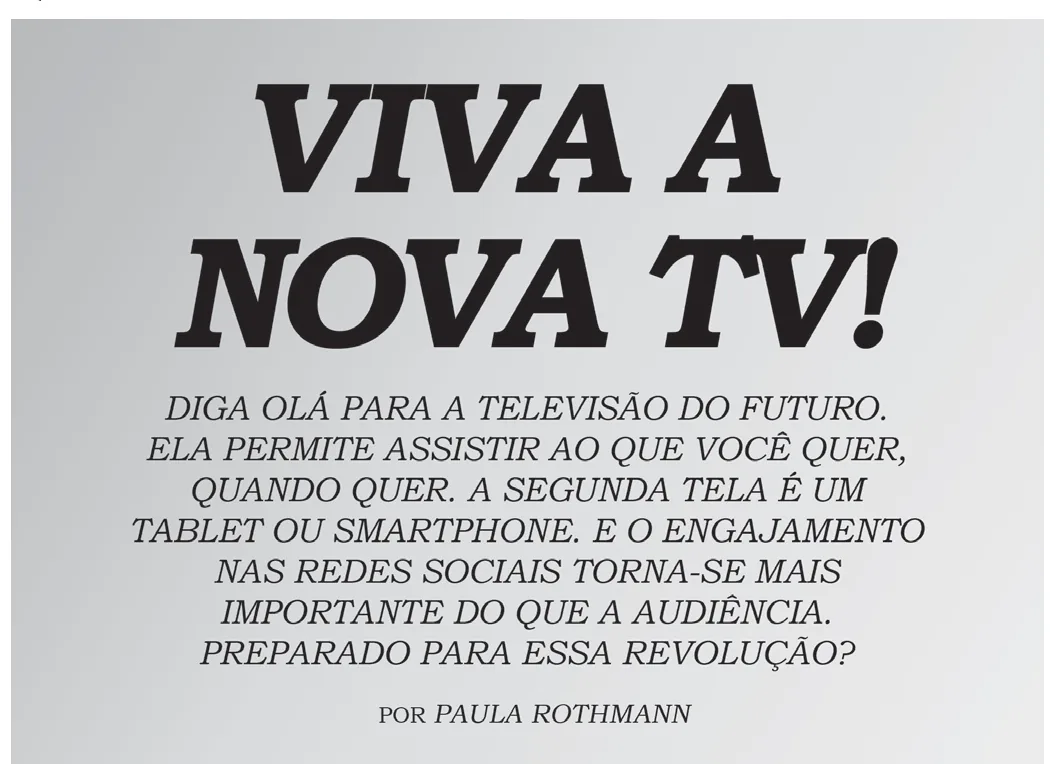 VIVA A
NOVA TV!
DIGA OLÁ PARA A TELEVISÃO DO FUTURO.
ELA PERMITE ASSISTIR AO QUE VOCÊ QUER,
QUANDO QUER. A SEGUNDA TELA É UM
TABLET OU SMARTPHONE. E O ENGAJAMENTO
NAS REDES SOCIAIS TORNA-SE MAIS
IMPORTANTE DO QUE A AUDIÊNCIA.
PREPARADO PARA ESSA REVOLUÇÃO?
POR PAULA ROTHMANN